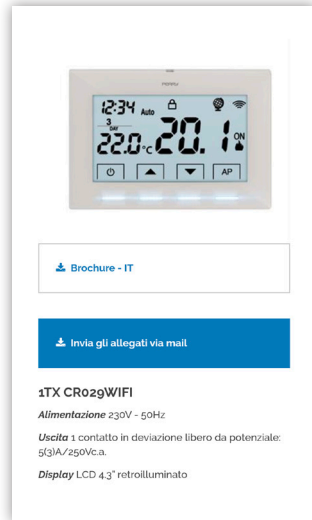 PERRY
12:34 Auto
3
DAY
22.0 °C 20.1 ON
AP
Brochure - IT
Invia gli allegati via mail
1TX CR029WIFI
Alimentazione 230V - 50Hz
Uscita 1 contatto in deviazione libero da potenziale:
5(3)A/250Vc.a.
Display LCD 4.3” retroilluminato